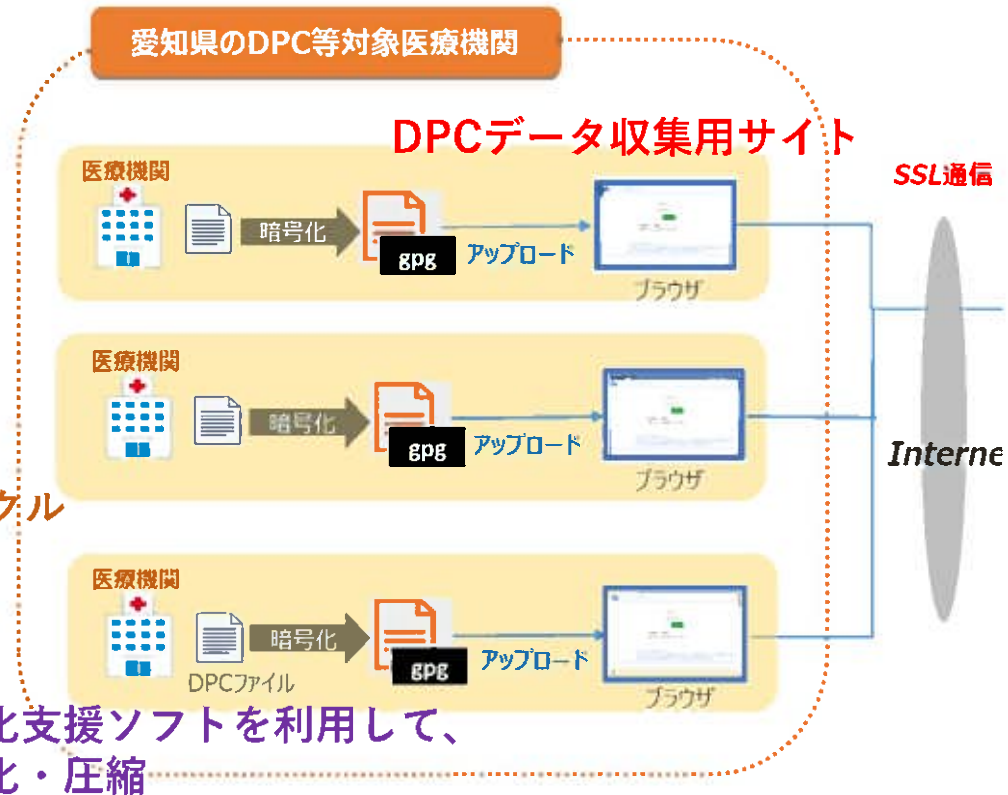 愛知県のDPC等対象医療機関
DPCデータ収集用サイト
SSL通信
医療機関
暗号化
gpg
アップロード
ブラウザ
医療機関
暗号化
gpg
アップロード
ブラウザ
Interne
クル
医療機関
暗号化
gpg
アップロード
DPCファイル
ブラウザ
化支援ソフトを利用して、
化・圧縮